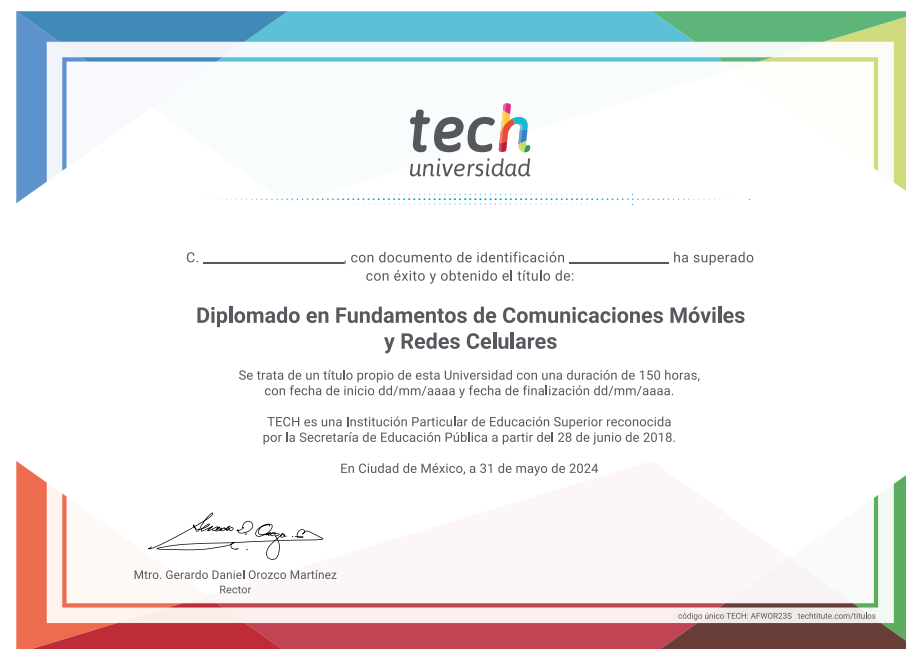 tech
universidad
C. , con documento de identificación ha superado
con éxito y obtenido el título de:
Diplomado en Fundamentos de Comunicaciones Móviles
y Redes Celulares
Se trata de un título propio de esta Universidad con una duración de 150 horas,
con fecha de inicio dd/mm/aaaa y fecha de finalización dd/mm/aaaa.
TECH es una Institución Particular de Educación Superior reconocida
por la Secretaría de Educación Pública a partir del 28 de junio de 2018.
En Ciudad de México, a 31 de mayo de 2024
Mtro. Gerardo Daniel Orozco Martínez
Rector
código único TECH: AFWOR23S techtitute.com/titulos